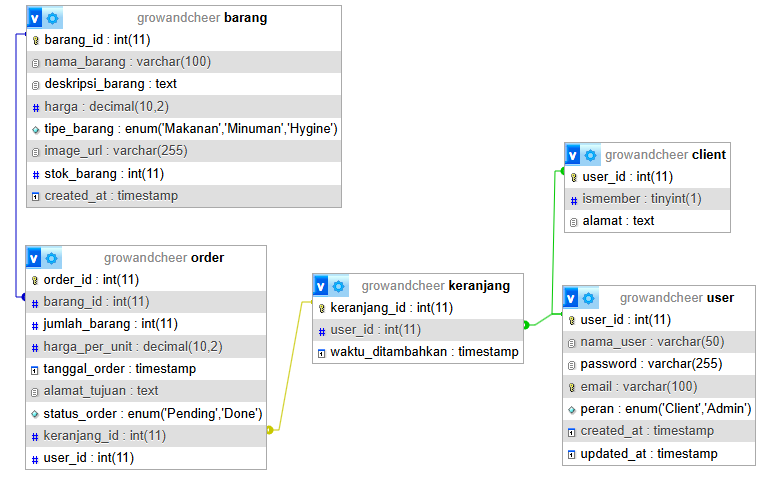 v growandcheer barang
barang_id : int(11)
nama_barang : varchar(100)
deskripsi_barang : text
harga : decimal(10,2)
tipe_barang : enum('Makanan','Minuman','Hygine')
image_url : varchar(255)
stok_barang : int(11)
created_at : timestamp
v growandcheer order
order_id : int(11)
barang_id : int(11)
jumlah_barang : int(11)
harga_per_unit : decimal(10,2)
tanggal_order : timestamp
alamat_tujuan : text
status_order : enum('Pending','Done')
keranjang_id : int(11)
user_id : int(11)
v growandcheer keranjang
keranjang_id : int(11)
user_id : int(11)
waktu_ditambahkan : timestamp
v growandcheer client
user_id : int(11)
ismember : tinyint(1)
alamat : text
v growandcheer user
user_id : int(11)
nama_user : varchar(50)
password : varchar(255)
email : varchar(100)
peran : enum('Client','Admin')
created_at : timestamp
updated_at : timestamp